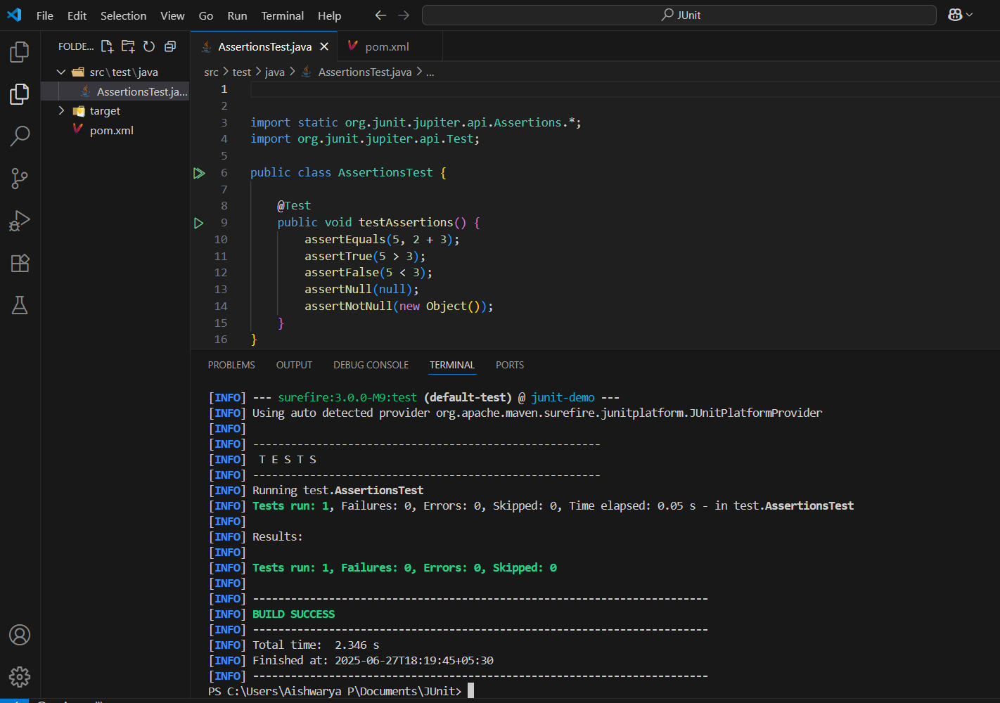 File Edit Selection View Go Run Terminal Help
JUnit
FOLDE...
src\test\java
AssertionsTest.ja...
target
pom.xml
AssertionsTest.java
pom.xml
src > test > java > AssertionsTest.java > ...
1
2
3 import static org.junit.jupiter.api.Assertions.*;
4 import org.junit.jupiter.api.Test;
5
6 public class AssertionsTest {
7
8 @Test
9 public void testAssertions() {
10 assertEquals(5, 2 + 3);
11 assertTrue(5 > 3);
12 assertFalse(5 < 3);
13 assertNull(null);
14 assertNotNull(new Object());
15 }
16 }
PROBLEMS OUTPUT DEBUG CONSOLE TERMINAL PORTS
[INFO] --- surefire:3.0.0-M9:test (default-test) @ junit-demo ---
[INFO] Using auto detected provider org.apache.maven.surefire.junitplatform.JUnitPlatformProvider
[INFO]
[INFO] -------------------------------------------------------
[INFO]  T E S T S
[INFO] -------------------------------------------------------
[INFO] Running test.AssertionsTest
[INFO] Tests run: 1, Failures: 0, Errors: 0, Skipped: 0, Time elapsed: 0.05 s - in test.AssertionsTest
[INFO]
[INFO] Results:
[INFO]
[INFO] Tests run: 1, Failures: 0, Errors: 0, Skipped: 0
[INFO]
[INFO] ------------------------------------------------------------------------
[INFO] BUILD SUCCESS
[INFO] ------------------------------------------------------------------------
[INFO] Total time:  2.346 s
[INFO] Finished at: 2025-06-27T18:19:45+05:30
[INFO] ------------------------------------------------------------------------
PS C:\Users\Aishwarya P\Documents\JUnit>